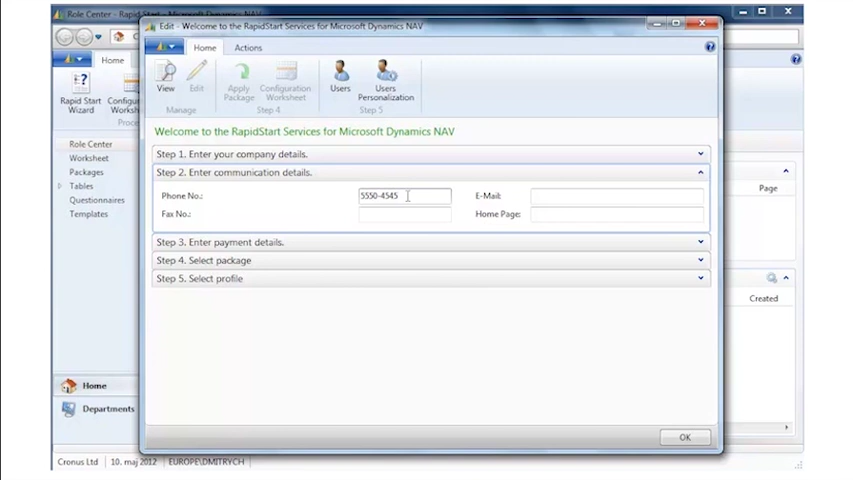 Role Center - Rapid Start - Microsoft Dynamics NAV
Edit - Welcome to the RapidStart Services for Microsoft Dynamics NAV
Home
Home
Actions
Rapid Start
Wizard
View
Edit
Apply
Package
Configuration
Worksheet
Users
Users
Personalization
Manage
Step 4
Step 5
Welcome to the RapidStart Services for Microsoft Dynamics NAV
Role Center
Worksheet
Packages
Tables
Questionnaires
Templates
Step 1. Enter your company details.
Step 2. Enter communication details.
Phone No.:
5550-4545
E-Mail:
Fax No.:
Home Page:
Step 3. Enter payment details.
Step 4. Select package
Step 5. Select profile
Page
Created
Home
Departments
OK
Cronus Ltd
10. maj 2012
EUROPE\DMITRYCH